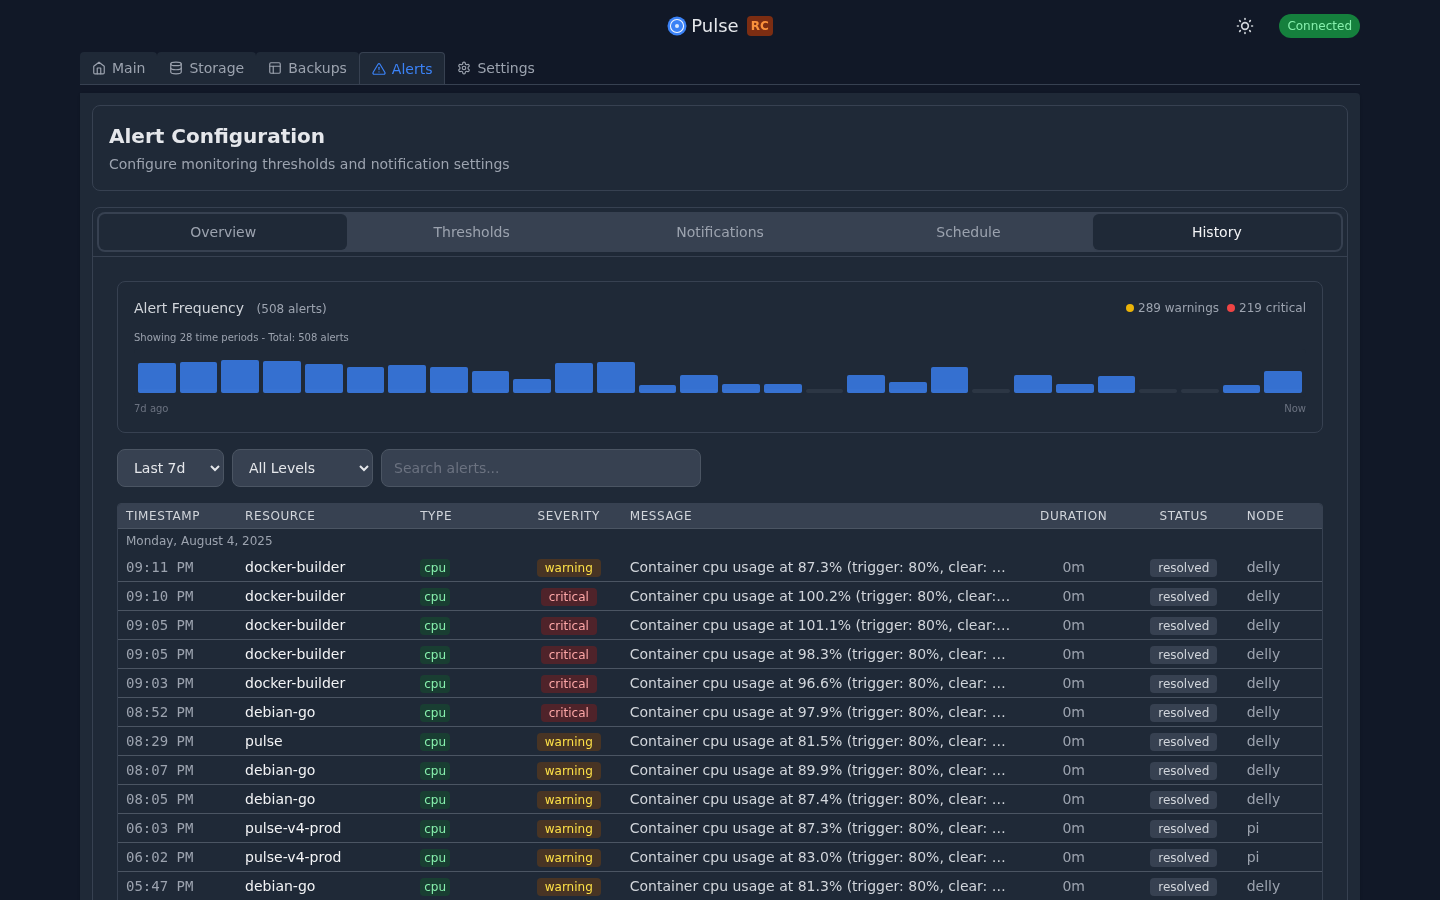 Pulse RC
Connected
Main Storage Backups Alerts Settings
Alert Configuration
Configure monitoring thresholds and notification settings
Overview Thresholds Notifications Schedule History
Alert Frequency (508 alerts) 289 warnings 219 critical
Showing 28 time periods - Total: 508 alerts
7d ago Now
Last 7d All Levels Search alerts...
TIMESTAMP RESOURCE TYPE SEVERITY MESSAGE DURATION STATUS NODE
Monday, August 4, 2025
09:11 PM docker-builder cpu warning Container cpu usage at 87.3% (trigger: 80%, clear: ... 0m resolved delly
09:10 PM docker-builder cpu critical Container cpu usage at 100.2% (trigger: 80%, clear:... 0m resolved delly
09:05 PM docker-builder cpu critical Container cpu usage at 101.1% (trigger: 80%, clear:... 0m resolved delly
09:05 PM docker-builder cpu critical Container cpu usage at 98.3% (trigger: 80%, clear: ... 0m resolved delly
09:03 PM docker-builder cpu critical Container cpu usage at 96.6% (trigger: 80%, clear: ... 0m resolved delly
08:52 PM debian-go cpu critical Container cpu usage at 97.9% (trigger: 80%, clear: ... 0m resolved delly
08:29 PM pulse cpu warning Container cpu usage at 81.5% (trigger: 80%, clear: ... 0m resolved delly
08:07 PM debian-go cpu warning Container cpu usage at 89.9% (trigger: 80%, clear: ... 0m resolved delly
08:05 PM debian-go cpu warning Container cpu usage at 87.4% (trigger: 80%, clear: ... 0m resolved delly
06:03 PM pulse-v4-prod cpu warning Container cpu usage at 87.3% (trigger: 80%, clear: ... 0m resolved pi
06:02 PM pulse-v4-prod cpu warning Container cpu usage at 83.0% (trigger: 80%, clear: ... 0m resolved pi
05:47 PM debian-go cpu warning Container cpu usage at 81.3% (trigger: 80%, clear: ... 0m resolved delly